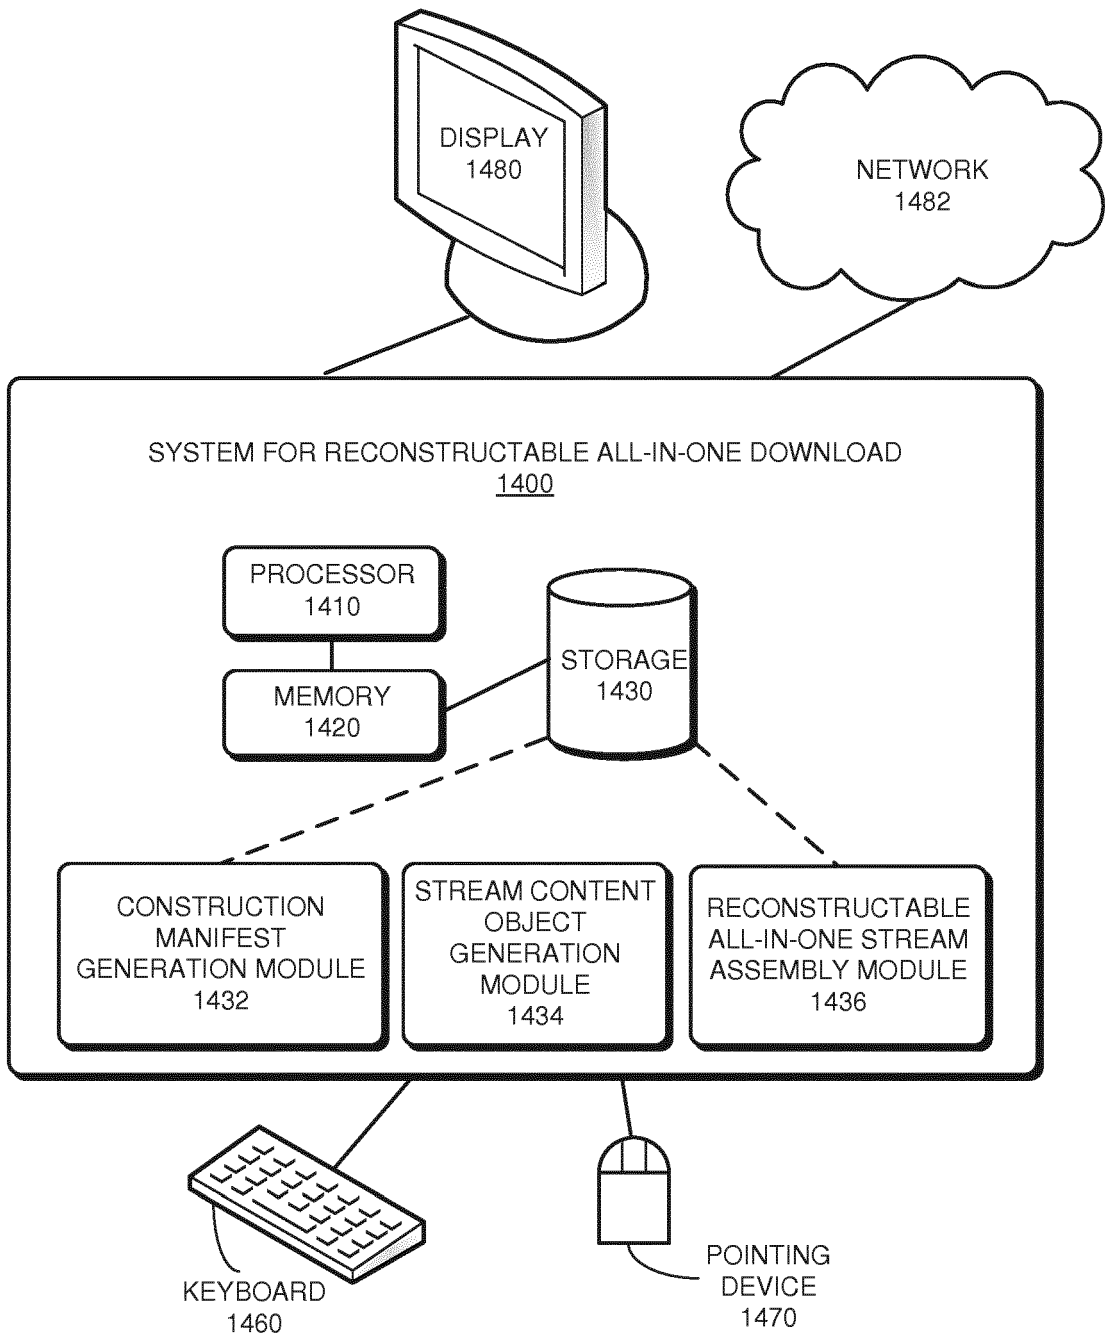 DISPLAY
1480
NETWORK
1482
SYSTEM FOR RECONSTRUCTABLE ALL-IN-ONE DOWNLOAD
1400
PROCESSOR
1410
MEMORY
1420
STORAGE
1430
CONSTRUCTION
MANIFEST
GENERATION MODULE
1432
STREAM CONTENT
OBJECT
GENERATION
MODULE
1434
RECONSTRUCTABLE
ALL-IN-ONE STREAM
ASSEMBLY MODULE
1436
KEYBOARD
1460
POINTING
DEVICE
1470